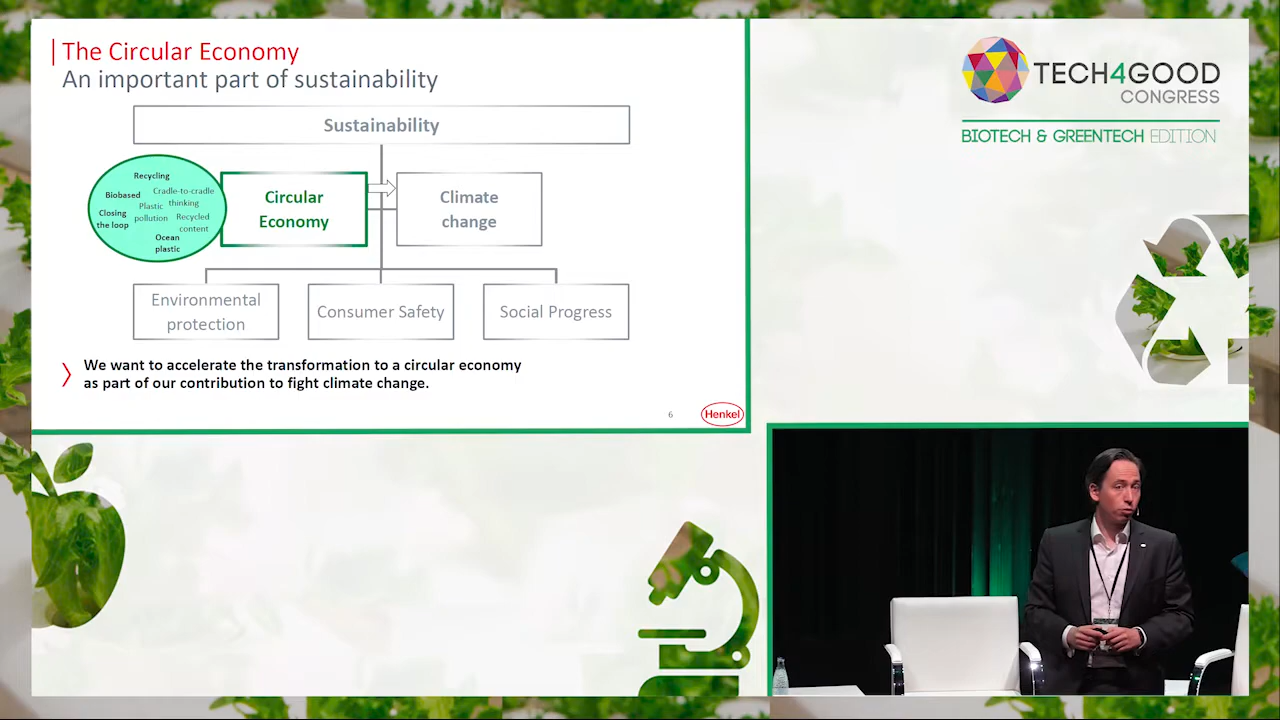 The Circular Economy
An important part of sustainability
Sustainability
Recycling
Biobased
Cradle-to-cradle
thinking
Plastic
pollution
Closing
the loop
Recycled
content
Ocean
plastic
Circular
Economy
Climate
change
Environmental
protection
Consumer Safety
Social Progress
We want to accelerate the transformation to a circular economy
as part of our contribution to fight climate change.
6
Henkel
TECH4GOOD
CONGRESS
BIOTECH & GREENTECH EDITION